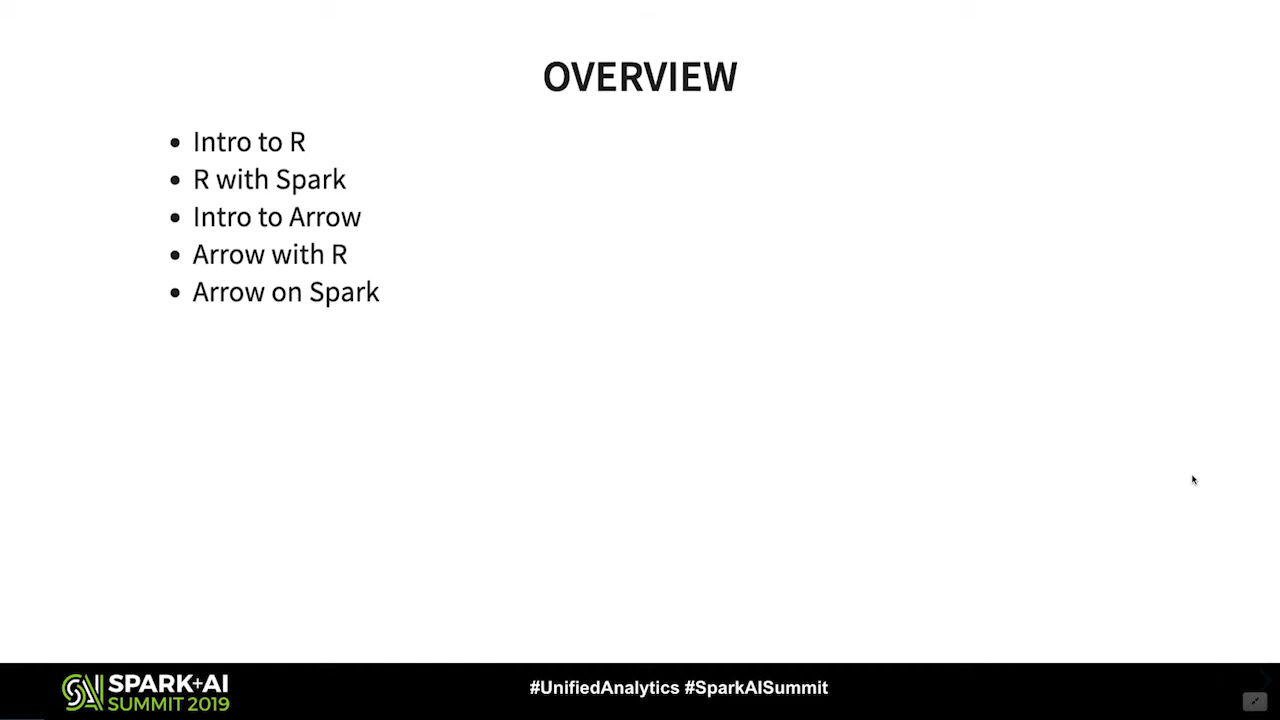 OVERVIEW
Intro to R
R with Spark
Intro to Arrow
Arrow with R
Arrow on Spark
SPARK+AI
SUMMIT 2019
#UnifiedAnalytics #SparkAISummit